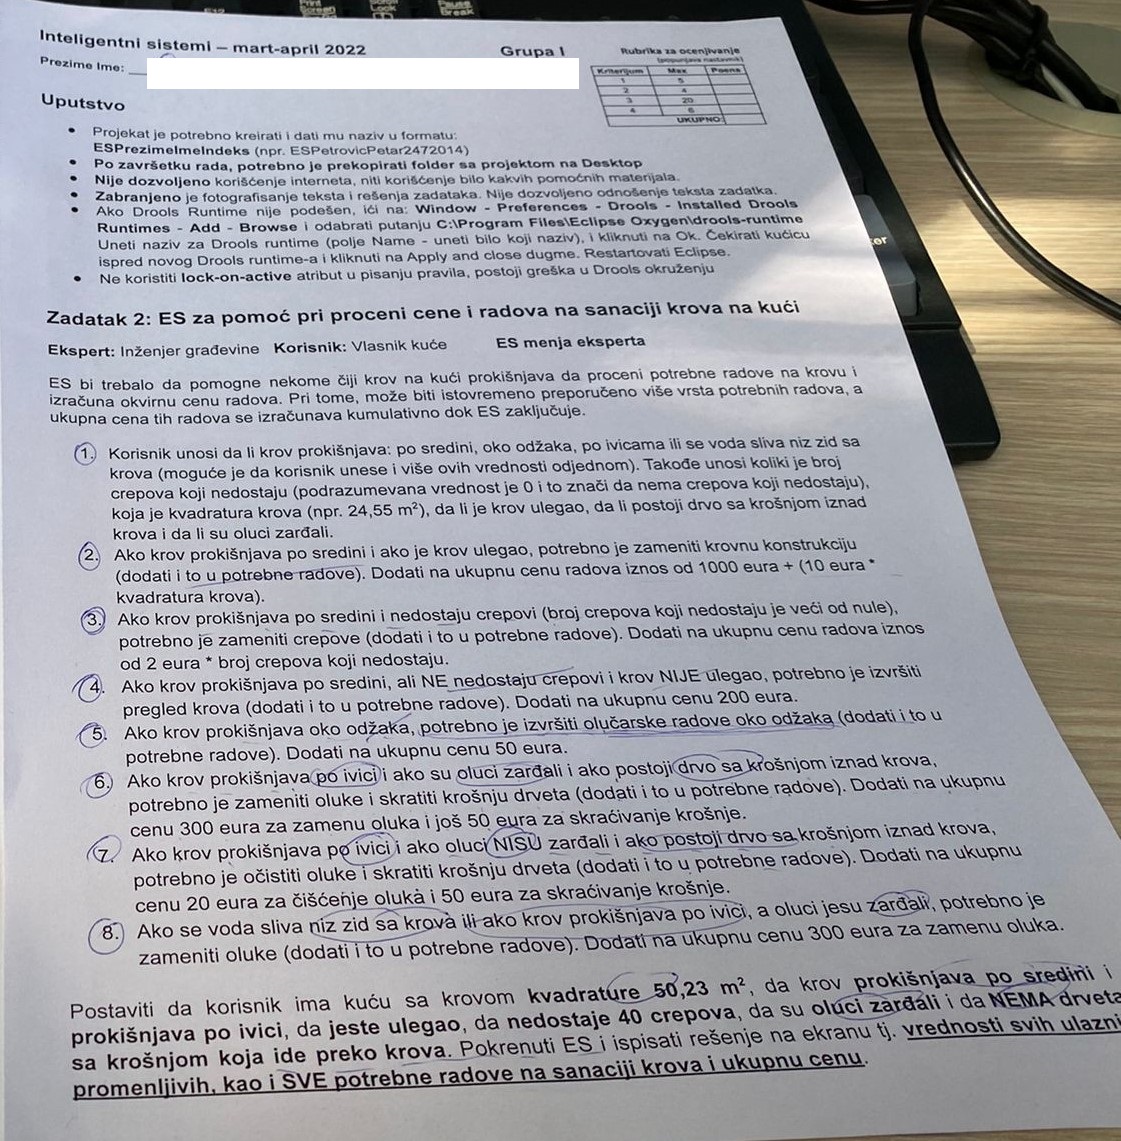 Inteligentni sistemi – mart-april 2022
Grupa I
Prezime Ime:
Rubrika za ocenjivanje
(popunjava nastavnik)
Kriterijum Max Poena
1 5
2 4
3 20
4 6
UKUPNO:
Uputstvo
• Projekat je potrebno kreirati i dati mu naziv u formatu:
ESPrezimeImeIndeks (npr. ESPetrovicPetar2472014)
• Po završetku rada, potrebno je prekopirati folder sa projektom na Desktop
• Nije dozvoljeno korišćenje interneta, niti korišćenje bilo kakvih pomoćnih materijala.
• Zabranjeno je fotografisanje teksta i rešenja zadataka. Nije dozvoljeno odnošenje teksta zadatka.
• Ako Drools Runtime nije podešen, ići na: Window - Preferences - Drools - Installed Drools
Runtimes - Add - Browse i odabrati putanju C:\Program Files\Eclipse Oxygen\drools-runtime
Uneti naziv za Drools runtime (polje Name - uneti bilo koji naziv), i kliknuti na Ok. Čekirati kućicu
ispred novog Drools runtime-a i kliknuti na Apply and close dugme. Restartovati Eclipse.
• Ne koristiti lock-on-active atribut u pisanju pravila, postoji greška u Drools okruženju
Zadatak 2: ES za pomoć pri proceni cene i radova na sanaciji krova na kući
Ekspert: Inženjer građevine Korisnik: Vlasnik kuće ES menja eksperta
ES bi trebalo da pomogne nekome čiji krov na kući prokišnjava da proceni potrebne radove na krovu i
izračuna okvirnu cenu radova. Pri tome, može biti istovremeno preporučeno više vrsta potrebnih radova, a
ukupna cena tih radova se izračunava kumulativno dok ES zaključuje.
1. Korisnik unosi da li krov prokišnjava: po sredini, oko odžaka, po ivicama ili se voda sliva niz zid sa
krova (moguće je da korisnik unese i više ovih vrednosti odjednom). Takođe unosi koliki je broj
crepova koji nedostaju (podrazumevana vrednost je 0 i to znači da nema crepova koji nedostaju),
koja je kvadratura krova (npr. 24,55 m²), da li je krov ulegao, da li postoji drvo sa krošnjom iznad
krova i da li su oluci zarđali.
2. Ako krov prokišnjava po sredini i ako je krov ulegao, potrebno je zameniti krovnu konstrukciju
(dodati i to u potrebne radove). Dodati na ukupnu cenu radova iznos od 1000 eura + (10 eura *
kvadratura krova).
3. Ako krov prokišnjava po sredini i nedostaju crepovi (broj crepova koji nedostaju je veći od nule),
potrebno je zameniti crepove (dodati i to u potrebne radove). Dodati na ukupnu cenu radova iznos
od 2 eura * broj crepova koji nedostaju.
4. Ako krov prokišnjava po sredini, ali NE nedostaju crepovi i krov NIJE ulegao, potrebno je izvršiti
pregled krova (dodati i to u potrebne radove). Dodati na ukupnu cenu 200 eura.
5. Ako krov prokišnjava oko odžaka, potrebno je izvršiti olučarske radove oko odžaka (dodati i to u
potrebne radove). Dodati na ukupnu cenu 50 eura.
6. Ako krov prokišnjava po ivici i ako su oluci zarđali i ako postoji drvo sa krošnjom iznad krova,
potrebno je zameniti oluke i skratiti krošnju drveta (dodati i to u potrebne radove). Dodati na ukupnu
cenu 300 eura za zamenu oluka i još 50 eura za skraćivanje krošnje.
7. Ako krov prokišnjava po ivici i ako oluci NISU zarđali i ako postoji drvo sa krošnjom iznad krova,
potrebno je očistiti oluke i skratiti krošnju drveta (dodati i to u potrebne radove). Dodati na ukupnu
cenu 20 eura za čišćenje oluka i 50 eura za skraćivanje krošnje.
8. Ako se voda sliva niz zid sa krova ili ako krov prokišnjava po ivici, a oluci jesu zarđali, potrebno je
zameniti oluke (dodati i to u potrebne radove). Dodati na ukupnu cenu 300 eura za zamenu oluka.
Postaviti da korisnik ima kuću sa krovom kvadrature 50,23 m², da krov prokišnjava po sredini i
prokišnjava po ivici, da jeste ulegao, da nedostaje 40 crepova, da su oluci zarđali i da NEMA drveta
sa krošnjom koja ide preko krova. Pokrenuti ES i ispisati rešenje na ekranu tj. vrednosti svih ulazni
promenljivih, kao i SVE potrebne radove na sanaciji krova i ukupnu cenu.